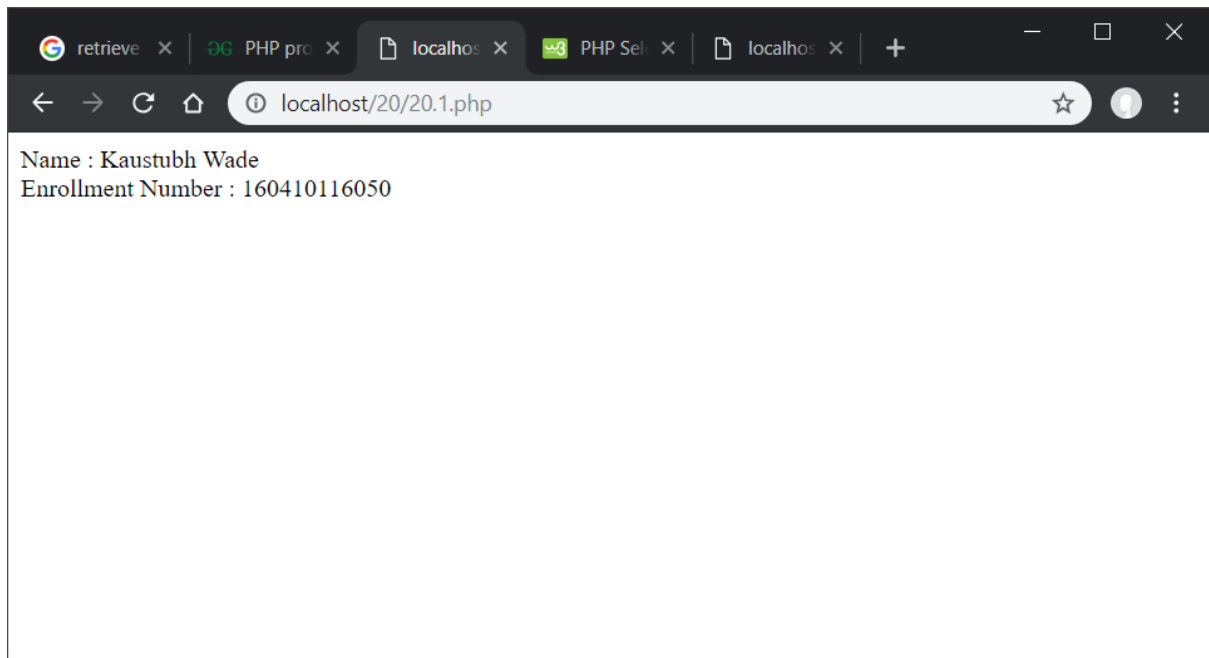 retrieve
PHP pro
localhos
PHP Sel
localhos
localhost/20/20.1.php
Name : Kaustubh Wade
Enrollment Number : 160410116050